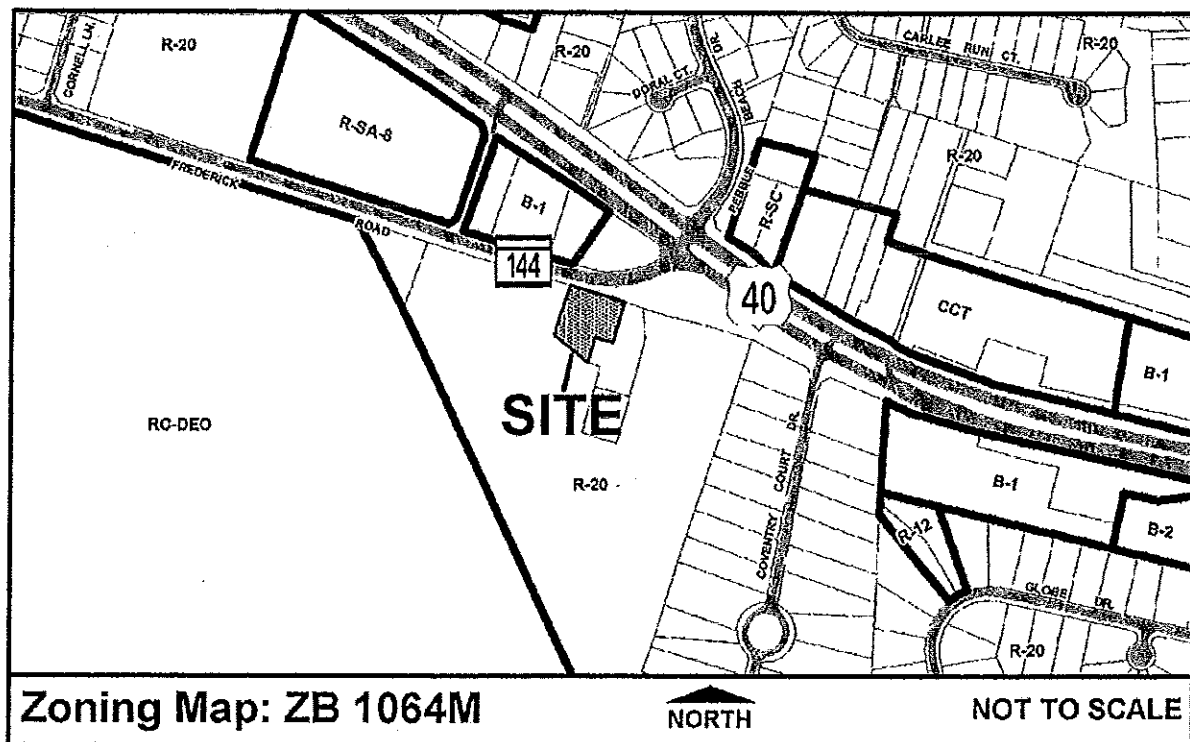 R-20
CORNELL LN.
R-SA-8
FREDERICK
ROAD
B-1
144
R-20
DORAL CT.
PEBBLE
BEACH
DR.
CARLEE RUN CT.
R-20
R-20
R-SC
40
CCT
B-1
RC-DEO
SITE
R-20
COVENTRY
COURT
DR.
B-1
B-2
R-12
GLOBE
DR.
R-20
Zoning Map: ZB 1064M
NORTH
NOT TO SCALE